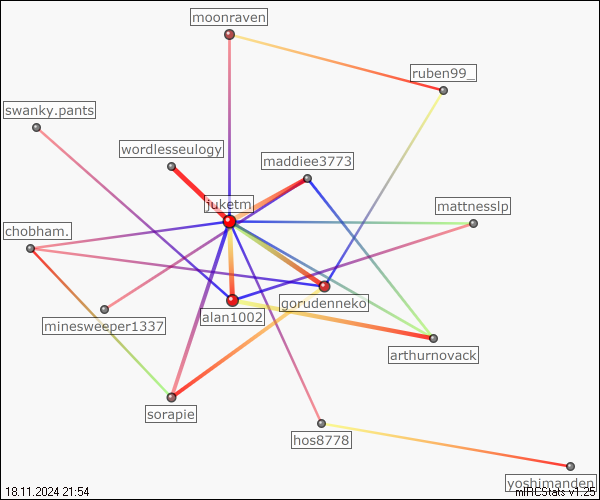 moonraven
ruben99_
swanky.pants
wordlesseulogy
maddiee3773
juketm
mattnesslp
chobham.
gorudenneko
alan1002
minesweeper1337
arthurnovack
sorapie
hos8778
yoshimanden
18.11.2024 21:54
mIRCStats v1.25